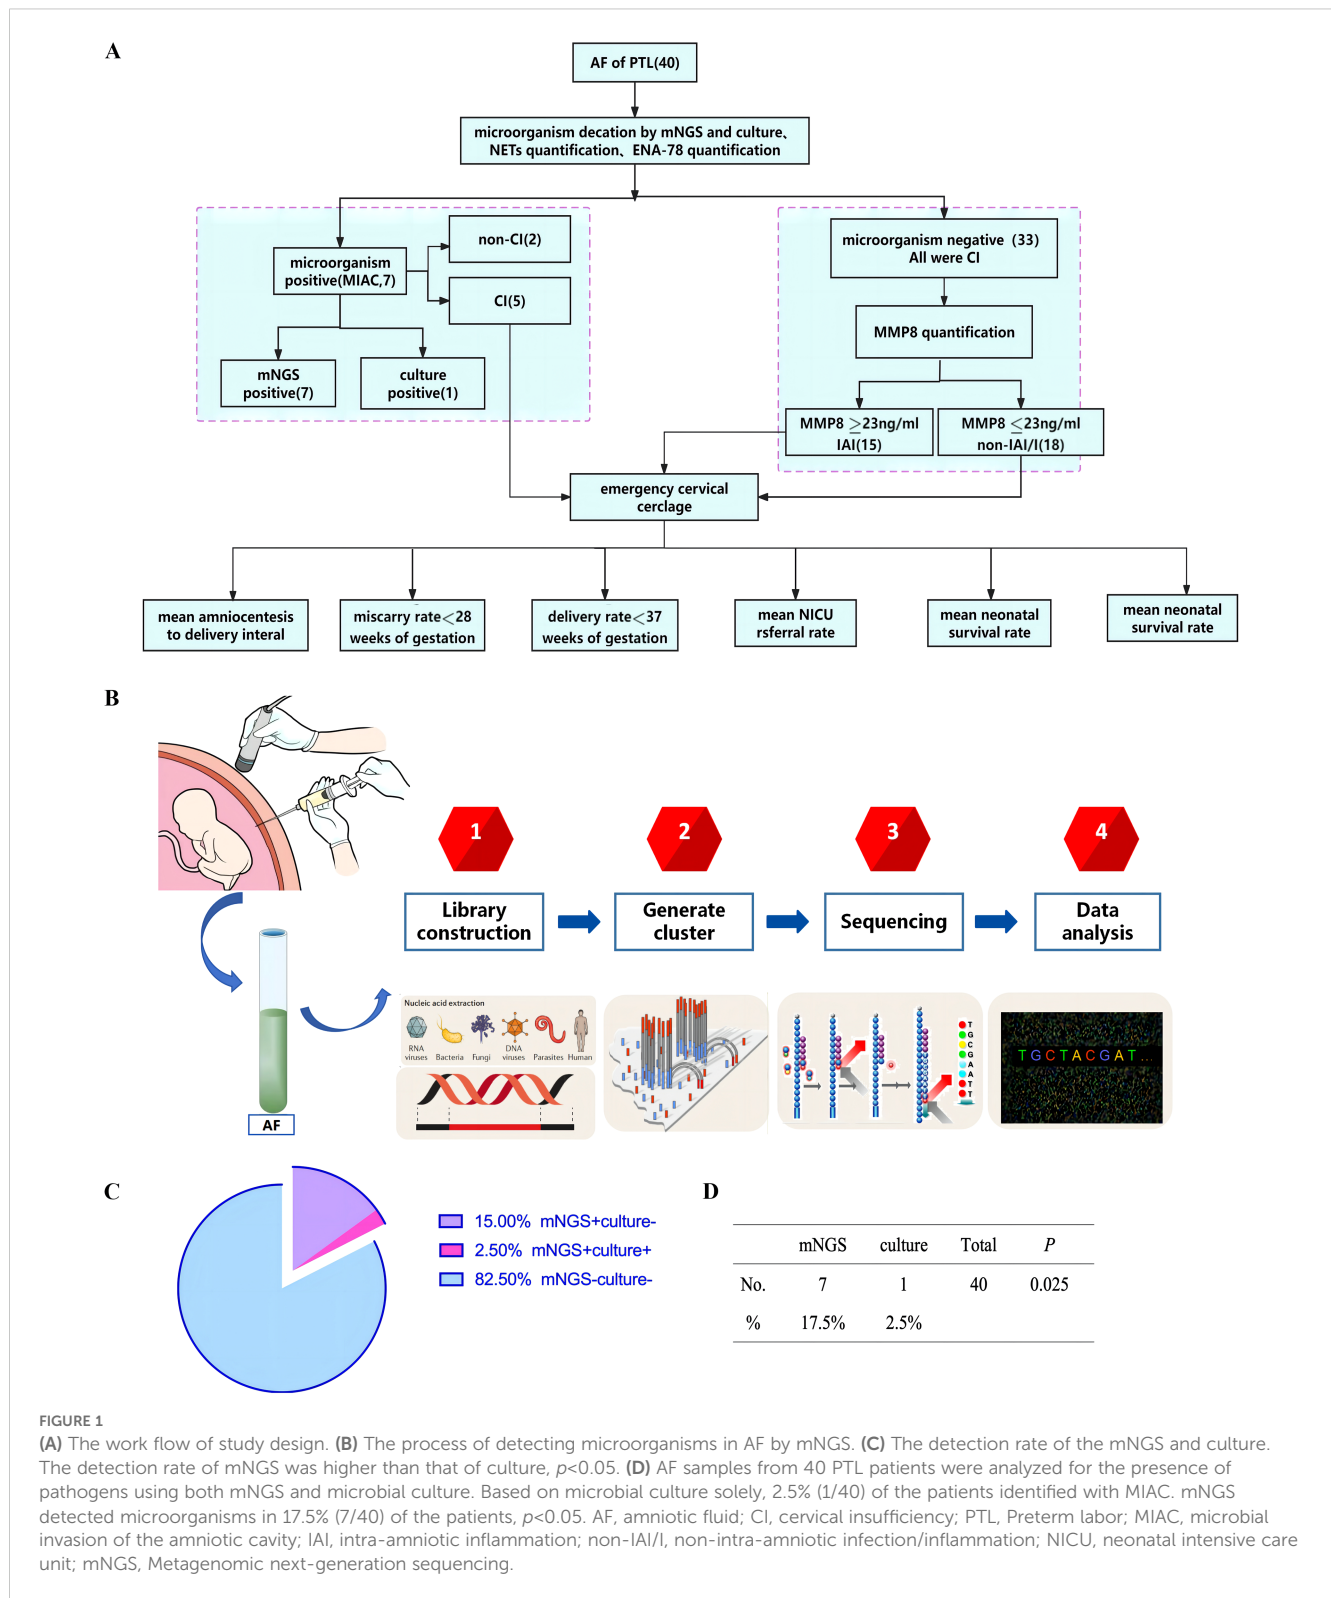 A
AF of PTL(40)
microorganism decation by mNGS and culture、
NETs quantification、ENA-78 quantification
microorganism
positive(MIAC,7)
non-CI(2)
CI(5)
mNGS
positive(7)
culture
positive(1)
microorganism negative (33)
All were CI
MMP8 quantification
MMP8 ≥23ng/ml
IAI(15)
MMP8 ≤23ng/ml
non-IAI/I(18)
emergency cervical
cerclage
mean amniocentesis
to delivery interal
miscarry rate<28
weeks of gestation
delivery rate<37
weeks of gestation
mean NICU
rsferral rate
mean neonatal
survival rate
mean neonatal
survival rate
B
1
2
3
4
Library
construction
Generate
cluster
Sequencing
Data
analysis
AF
Nucleic acid extraction
RNA
viruses
Bacteria
Fungi
DNA
viruses
Parasites
Human
T
G
C
G
A
A
T
T
TGCTACGAT...
C
15.00% mNGS+culture-
2.50% mNGS+culture+
82.50% mNGS-culture-
D
mNGS culture Total P
No. 7 1 40 0.025
% 17.5% 2.5%
FIGURE 1
(A) The work flow of study design. (B) The process of detecting microorganisms in AF by mNGS. (C) The detection rate of the mNGS and culture.
The detection rate of mNGS was higher than that of culture, p<0.05. (D) AF samples from 40 PTL patients were analyzed for the presence of
pathogens using both mNGS and microbial culture. Based on microbial culture solely, 2.5% (1/40) of the patients identified with MIAC. mNGS
detected microorganisms in 17.5% (7/40) of the patients, p<0.05. AF, amniotic fluid; CI, cervical insufficiency; PTL, Preterm labor; MIAC, microbial
invasion of the amniotic cavity; IAI, intra-amniotic inflammation; non-IAI/I, non-intra-amniotic infection/inflammation; NICU, neonatal intensive care
unit; mNGS, Metagenomic next-generation sequencing.